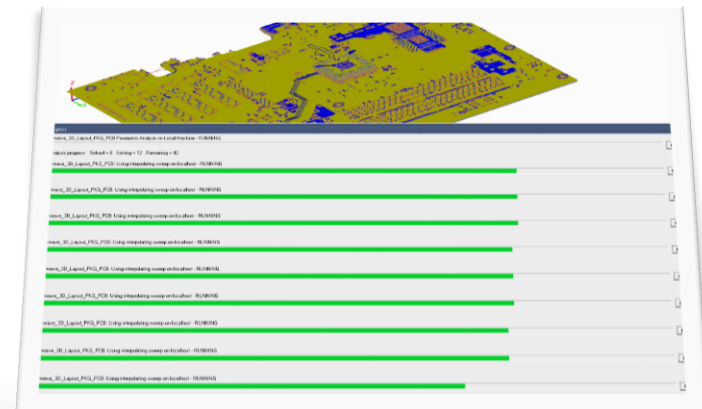 wave_3D_Layout_PKG_PCB Parametric Analysis on Local Machine - RUNNING
analysis progress: Solved = 0 Solving = 12 Remaining =
wave_3D_Layout_PKG_PCB: Using interpolating sweep on localhost - RUNNING
wave_3D_Layout_PKG_PCB: Using interpolating sweep on localhost - RUNNING
wave_3D_Layout_PKG_PCB: Using interpolating sweep on localhost - RUNNING
wave_3D_Layout_PKG_PCB: Using interpolating sweep on localhost - RUNNING
wave_3D_Layout_PKG_PCB: Using interpolating sweep on localhost - RUNNING
wave_3D_Layout_PKG_PCB: Using interpolating sweep on localhost - RUNNING
wave_3D_Layout_PKG_PCB: Using interpolating sweep on localhost - RUNNING
wave_3D_Layout_PKG_PCB: Using interpolating sweep on localhost - RUNNING
wave_3D_Layout_PKG_PCB: Using interpolating sweep on localhost - RUNNING